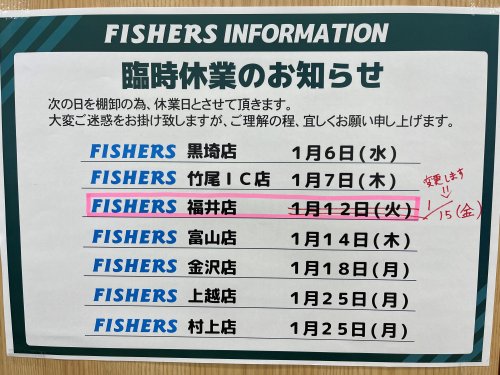 FISHERS INFORMATION
臨時休業のお知らせ
次の日を棚卸の為、休業日とさせて頂きます。
大変ご迷惑をお掛け致しますが、ご理解の程、宜しくお願い申し上げます。
FISHERS 黒埼店 1月6日(水)
FISHERS 竹尾IC店 1月7日(木)
変更します
FISHERS 福井店 1月12日(火) 1/15(金)
FISHERS 富山店 1月14日(木)
FISHERS 金沢店 1月18日(月)
FISHERS 上越店 1月25日(月)
FISHERS 村上店 1月25日(月)